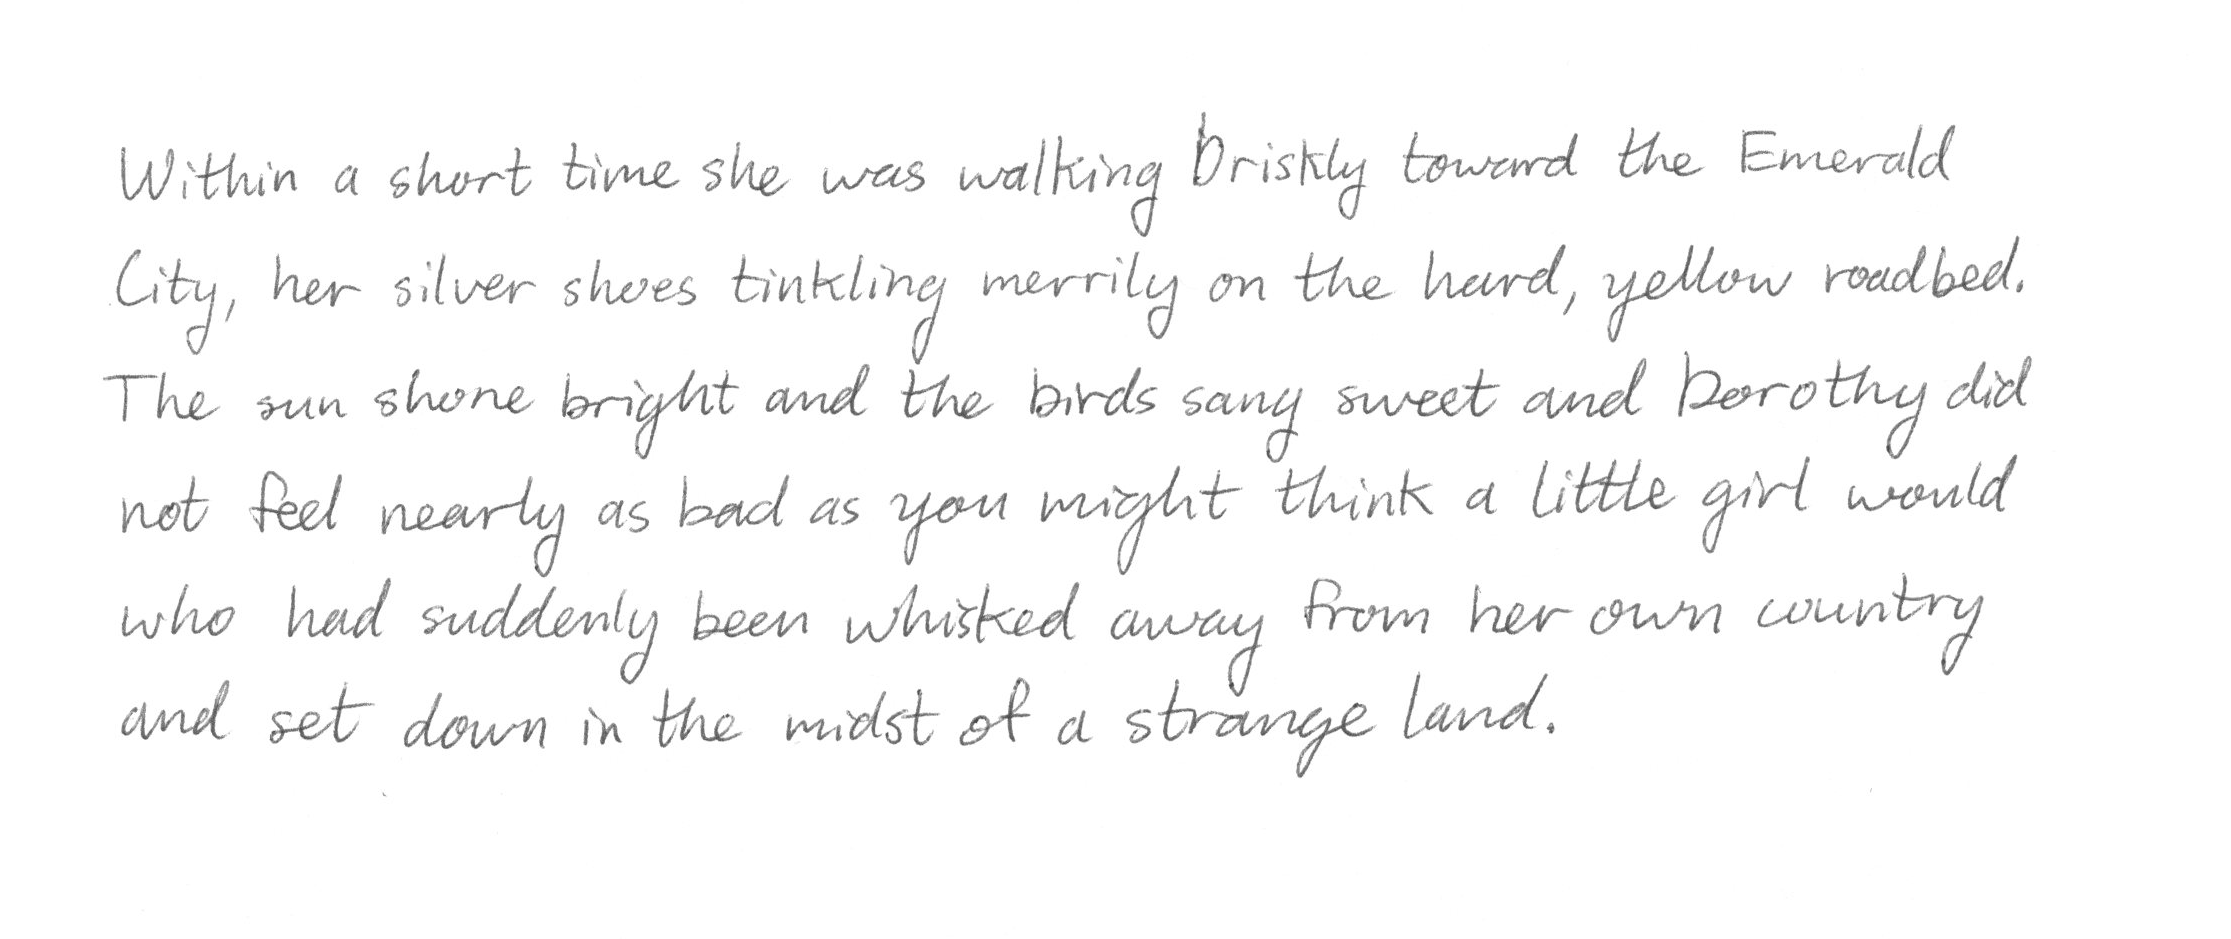 Within a short time she was walking briskly toward the Emerald
City, her silver shoes tinkling merrily on the hard, yellow roadbed.
The sun shone bright and the birds sang sweet and Dorothy did
not feel nearly as bad as you might think a little girl would
who had suddenly been whisked away from her own country
and set down in the midst of a strange land.